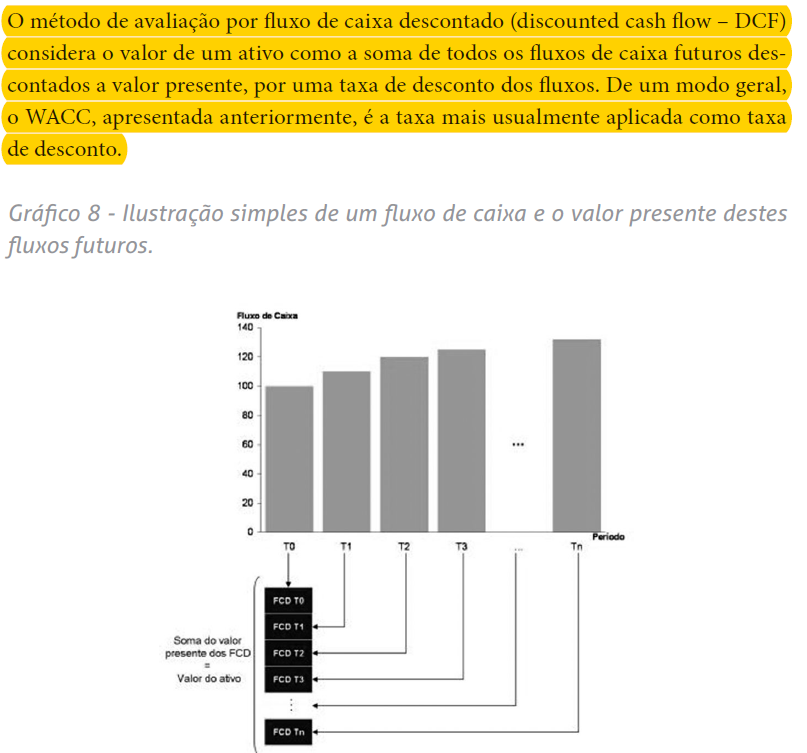 O método de avaliação por fluxo de caixa descontado (discounted cash flow – DCF)
considera o valor de um ativo como a soma de todos os fluxos de caixa futuros des-
contados a valor presente, por uma taxa de desconto dos fluxos. De um modo geral,
o WACC, apresentada anteriormente, é a taxa mais usualmente aplicada como taxa
de desconto.
Gráfico 8 - Ilustração simples de um fluxo de caixa e o valor presente destes
fluxos futuros.
Fluxo de Caixa
140
120
100
80
60
40
20
0
...
T0 T1 T2 T3 ... Tn
Período
FCD T0
FCD T1
FCD T2
FCD T3
⋮
FCD Tn
Soma do valor
presente dos FCD
=
Valor do ativo